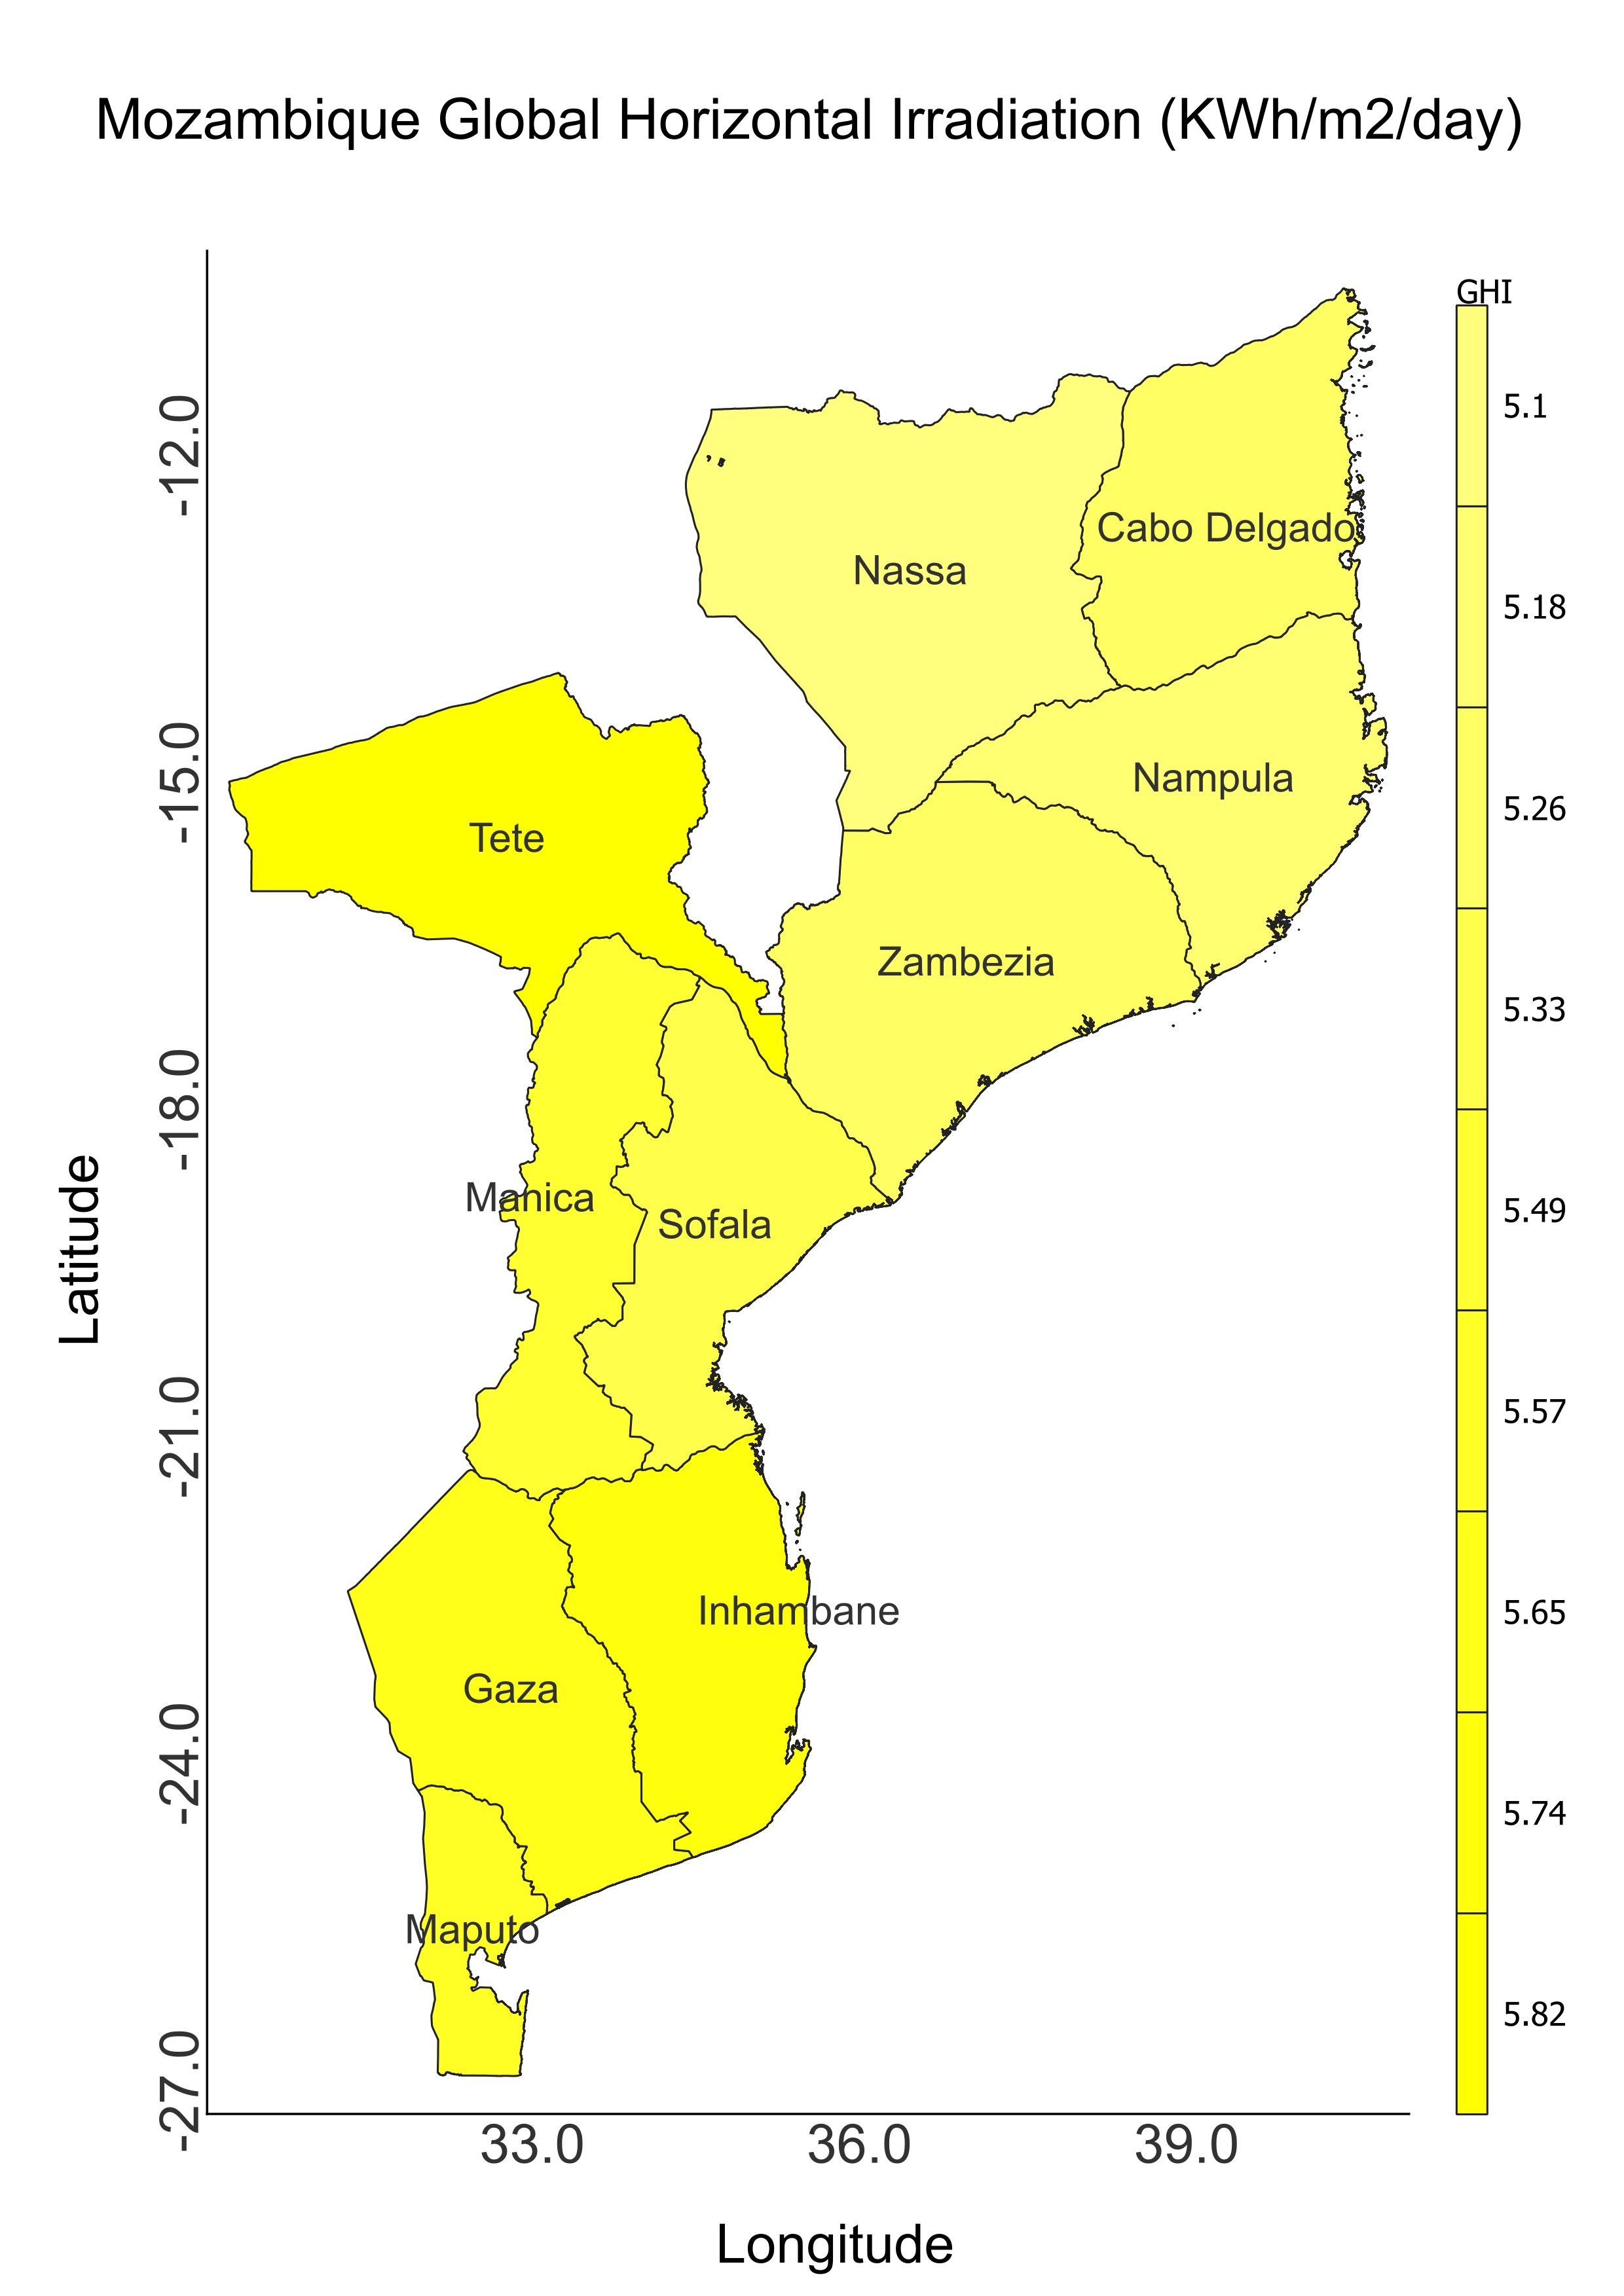 Mozambique Global Horizontal Irradiation (KWh/m2/day)
GHI
5.1
5.18
5.26
5.33
5.49
5.57
5.65
5.74
5.82
Latitude
-12.0
-15.0
-18.0
-21.0
-24.0
-27.0
Cabo Delgado
Nassa
Nampula
Tete
Zambezia
Manica
Sofala
Inhambane
Gaza
Maputo
33.0
36.0
39.0
Longitude